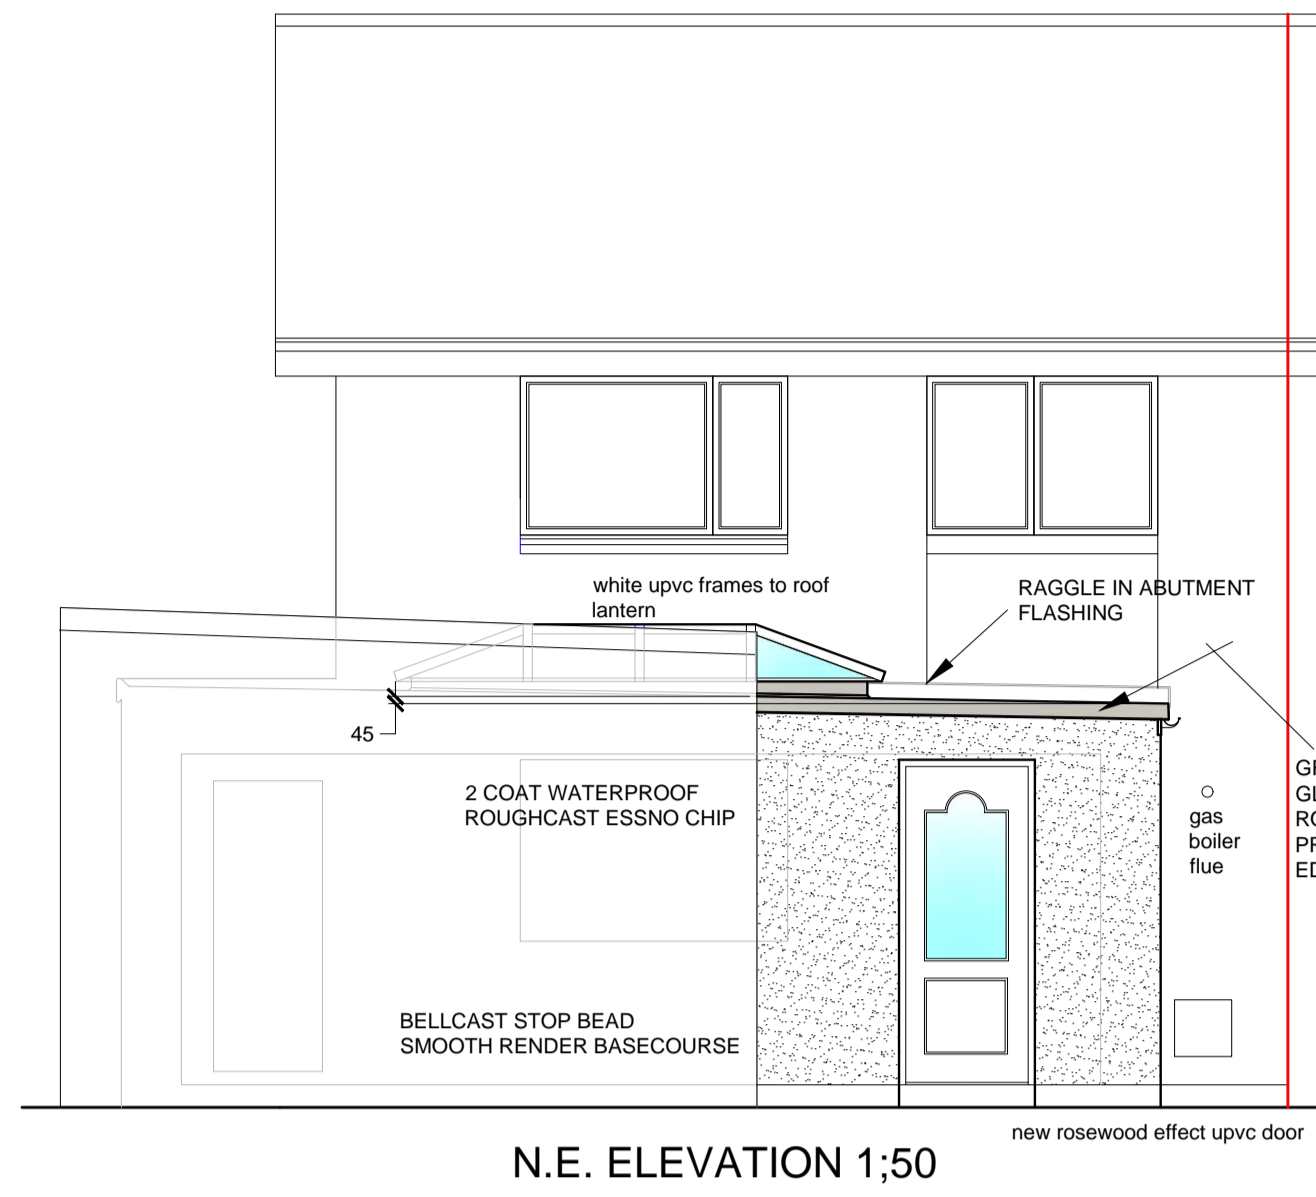 white upvc frames to roof
lantern
RAGGLE IN ABUTMENT
FLASHING
45
2 COAT WATERPROOF
ROUGHCAST ESSNO CHIP
gas
boiler
flue
BELLCAST STOP BEAD
SMOOTH RENDER BASECOURSE
new rosewood effect upvc door
N.E. ELEVATION 1;50